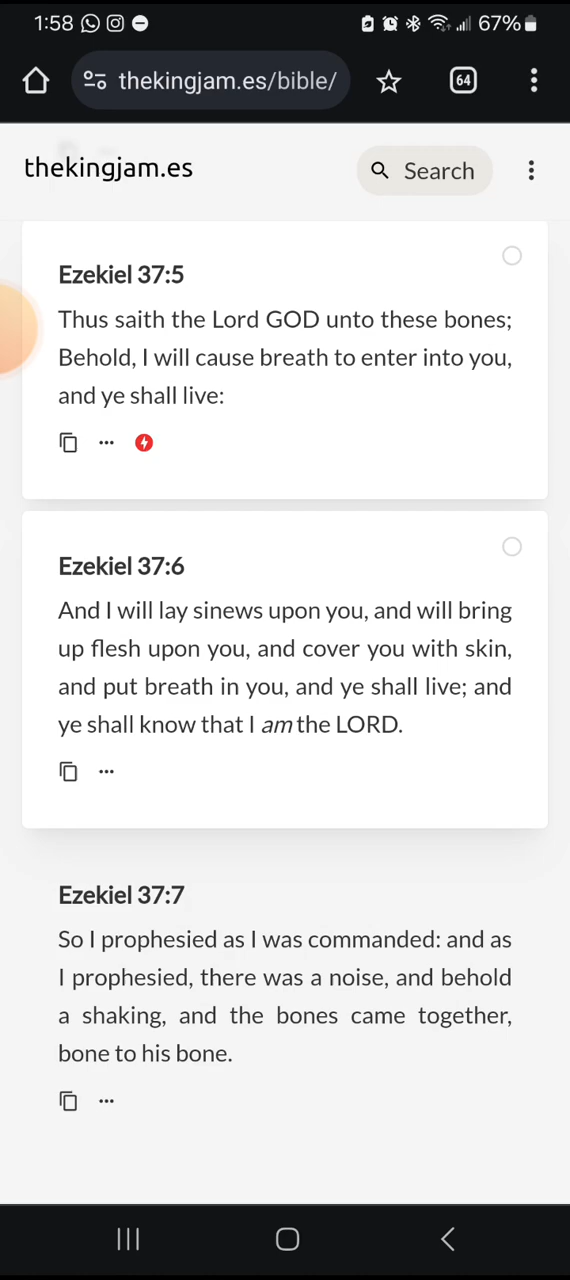 1:58 67%
thekingjam.es/bible/ 64
thekingjam.es Search
Ezekiel 37:5
Thus saith the Lord GOD unto these bones;
Behold, I will cause breath to enter into you,
and ye shall live:
Ezekiel 37:6
And I will lay sinews upon you, and will bring
up flesh upon you, and cover you with skin,
and put breath in you, and ye shall live; and
ye shall know that I am the LORD.
Ezekiel 37:7
So I prophesied as I was commanded: and as
I prophesied, there was a noise, and behold
a shaking, and the bones came together,
bone to his bone.